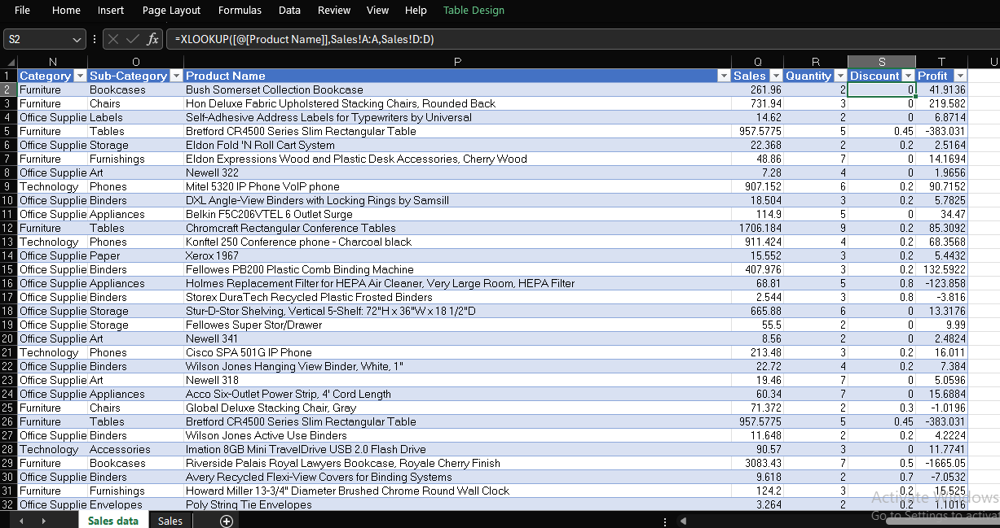 File Home Insert Page Layout Formulas Data Review View Help Table Design
S2 fx =XLOOKUP([@[Product Name]],Sales!A:A,Sales!D:D)
N O P Q R S T U
1 Category Sub-Category Product Name Sales Quantity Discount Profit
2 Furniture Bookcases Bush Somerset Collection Bookcase 261.96 2 0 41.9136
3 Furniture Chairs Hon Deluxe Fabric Upholstered Stacking Chairs, Rounded Back 731.94 3 0 219.582
4 Office Supplie Labels Self-Adhesive Address Labels for Typewriters by Universal 14.62 2 0 6.8714
5 Furniture Tables Bretford CR4500 Series Slim Rectangular Table 957.5775 5 0.45 -383.031
6 Office Supplie Storage Eldon Fold 'N Roll Cart System 22.368 2 0.2 2.5164
7 Furniture Furnishings Eldon Expressions Wood and Plastic Desk Accessories, Cherry Wood 48.86 7 0 14.1694
8 Office Supplie Art Newell 322 7.28 4 0 1.9656
9 Technology Phones Mitel 5320 IP Phone VoIP phone 907.152 6 0.2 90.7152
10 Office Supplie Binders DXL Angle-View Binders with Locking Rings by Samsill 18.504 3 0.2 5.7825
11 Office Supplie Appliances Belkin F5C206VTEL 6 Outlet Surge 114.9 5 0 34.47
12 Furniture Tables Chromcraft Rectangular Conference Tables 1706.184 9 0.2 85.3092
13 Technology Phones Konftel 250 Conference phone - Charcoal black 911.424 4 0.2 68.3568
14 Office Supplie Paper Xerox 1967 15.552 3 0.2 5.4432
15 Office Supplie Binders Fellowes PB200 Plastic Comb Binding Machine 407.976 3 0.2 132.5922
16 Office Supplie Appliances Holmes Replacement Filter for HEPA Air Cleaner, Very Large Room, HEPA Filter 68.81 5 0.8 -123.858
17 Office Supplie Binders Storex DuraTech Recycled Plastic Frosted Binders 2.544 3 0.8 -3.816
18 Office Supplie Storage Stur-D-Stor Shelving, Vertical 5-Shelf: 72"H x 36"W x 18 1/2"D 665.88 6 0 13.3176
19 Office Supplie Storage Fellowes Super Stor/Drawer 55.5 2 0 9.99
20 Office Supplie Art Newell 341 8.56 2 0 2.4824
21 Technology Phones Cisco SPA 501G IP Phone 213.48 3 0.2 16.011
22 Office Supplie Binders Wilson Jones Hanging View Binder, White, 1" 22.72 4 0.2 7.384
23 Office Supplie Art Newell 318 19.46 7 0 5.0596
24 Office Supplie Appliances Acco Six-Outlet Power Strip, 4' Cord Length 60.34 7 0 15.6884
25 Furniture Chairs Global Deluxe Stacking Chair, Gray 71.372 2 0.3 -1.0196
26 Furniture Tables Bretford CR4500 Series Slim Rectangular Table 957.5775 5 0.45 -383.031
27 Office Supplie Binders Wilson Jones Active Use Binders 11.648 2 0.2 4.2224
28 Technology Accessories Imation 8GB Mini TravelDrive USB 2.0 Flash Drive 90.57 3 0 11.7741
29 Furniture Bookcases Riverside Palais Royal Lawyers Bookcase, Royale Cherry Finish 3083.43 7 0.5 -1665.05
30 Office Supplie Binders Avery Recycled Flexi-View Covers for Binding Systems 9.618 2 0.7 -7.0532
31 Furniture Furnishings Howard Miller 13-3/4" Diameter Brushed Chrome Round Wall Clock 124.2 3 0.2 15.525
32 Office Supplie Envelopes Poly String Tie Envelopes 3.264 2 0.2 1.1016
Activate Windows
Go to Settings to activa
Sales data Sales